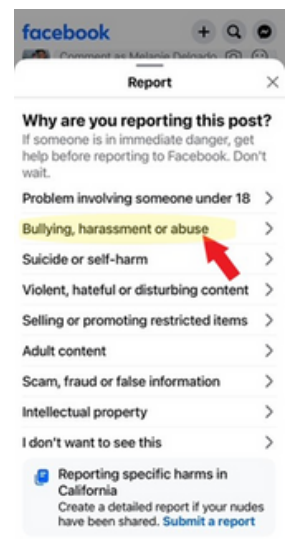 facebook
Comment as Melanie Delgado
Report
Why are you reporting this post?
If someone is in immediate danger, get
help before reporting to Facebook. Don't
wait.
Problem involving someone under 18
Bullying, harassment or abuse
Suicide or self-harm
Violent, hateful or disturbing content
Selling or promoting restricted items
Adult content
Scam, fraud or false information
Intellectual property
I don't want to see this
Reporting specific harms in
California
Create a detailed report if your nudes
have been shared. Submit a report